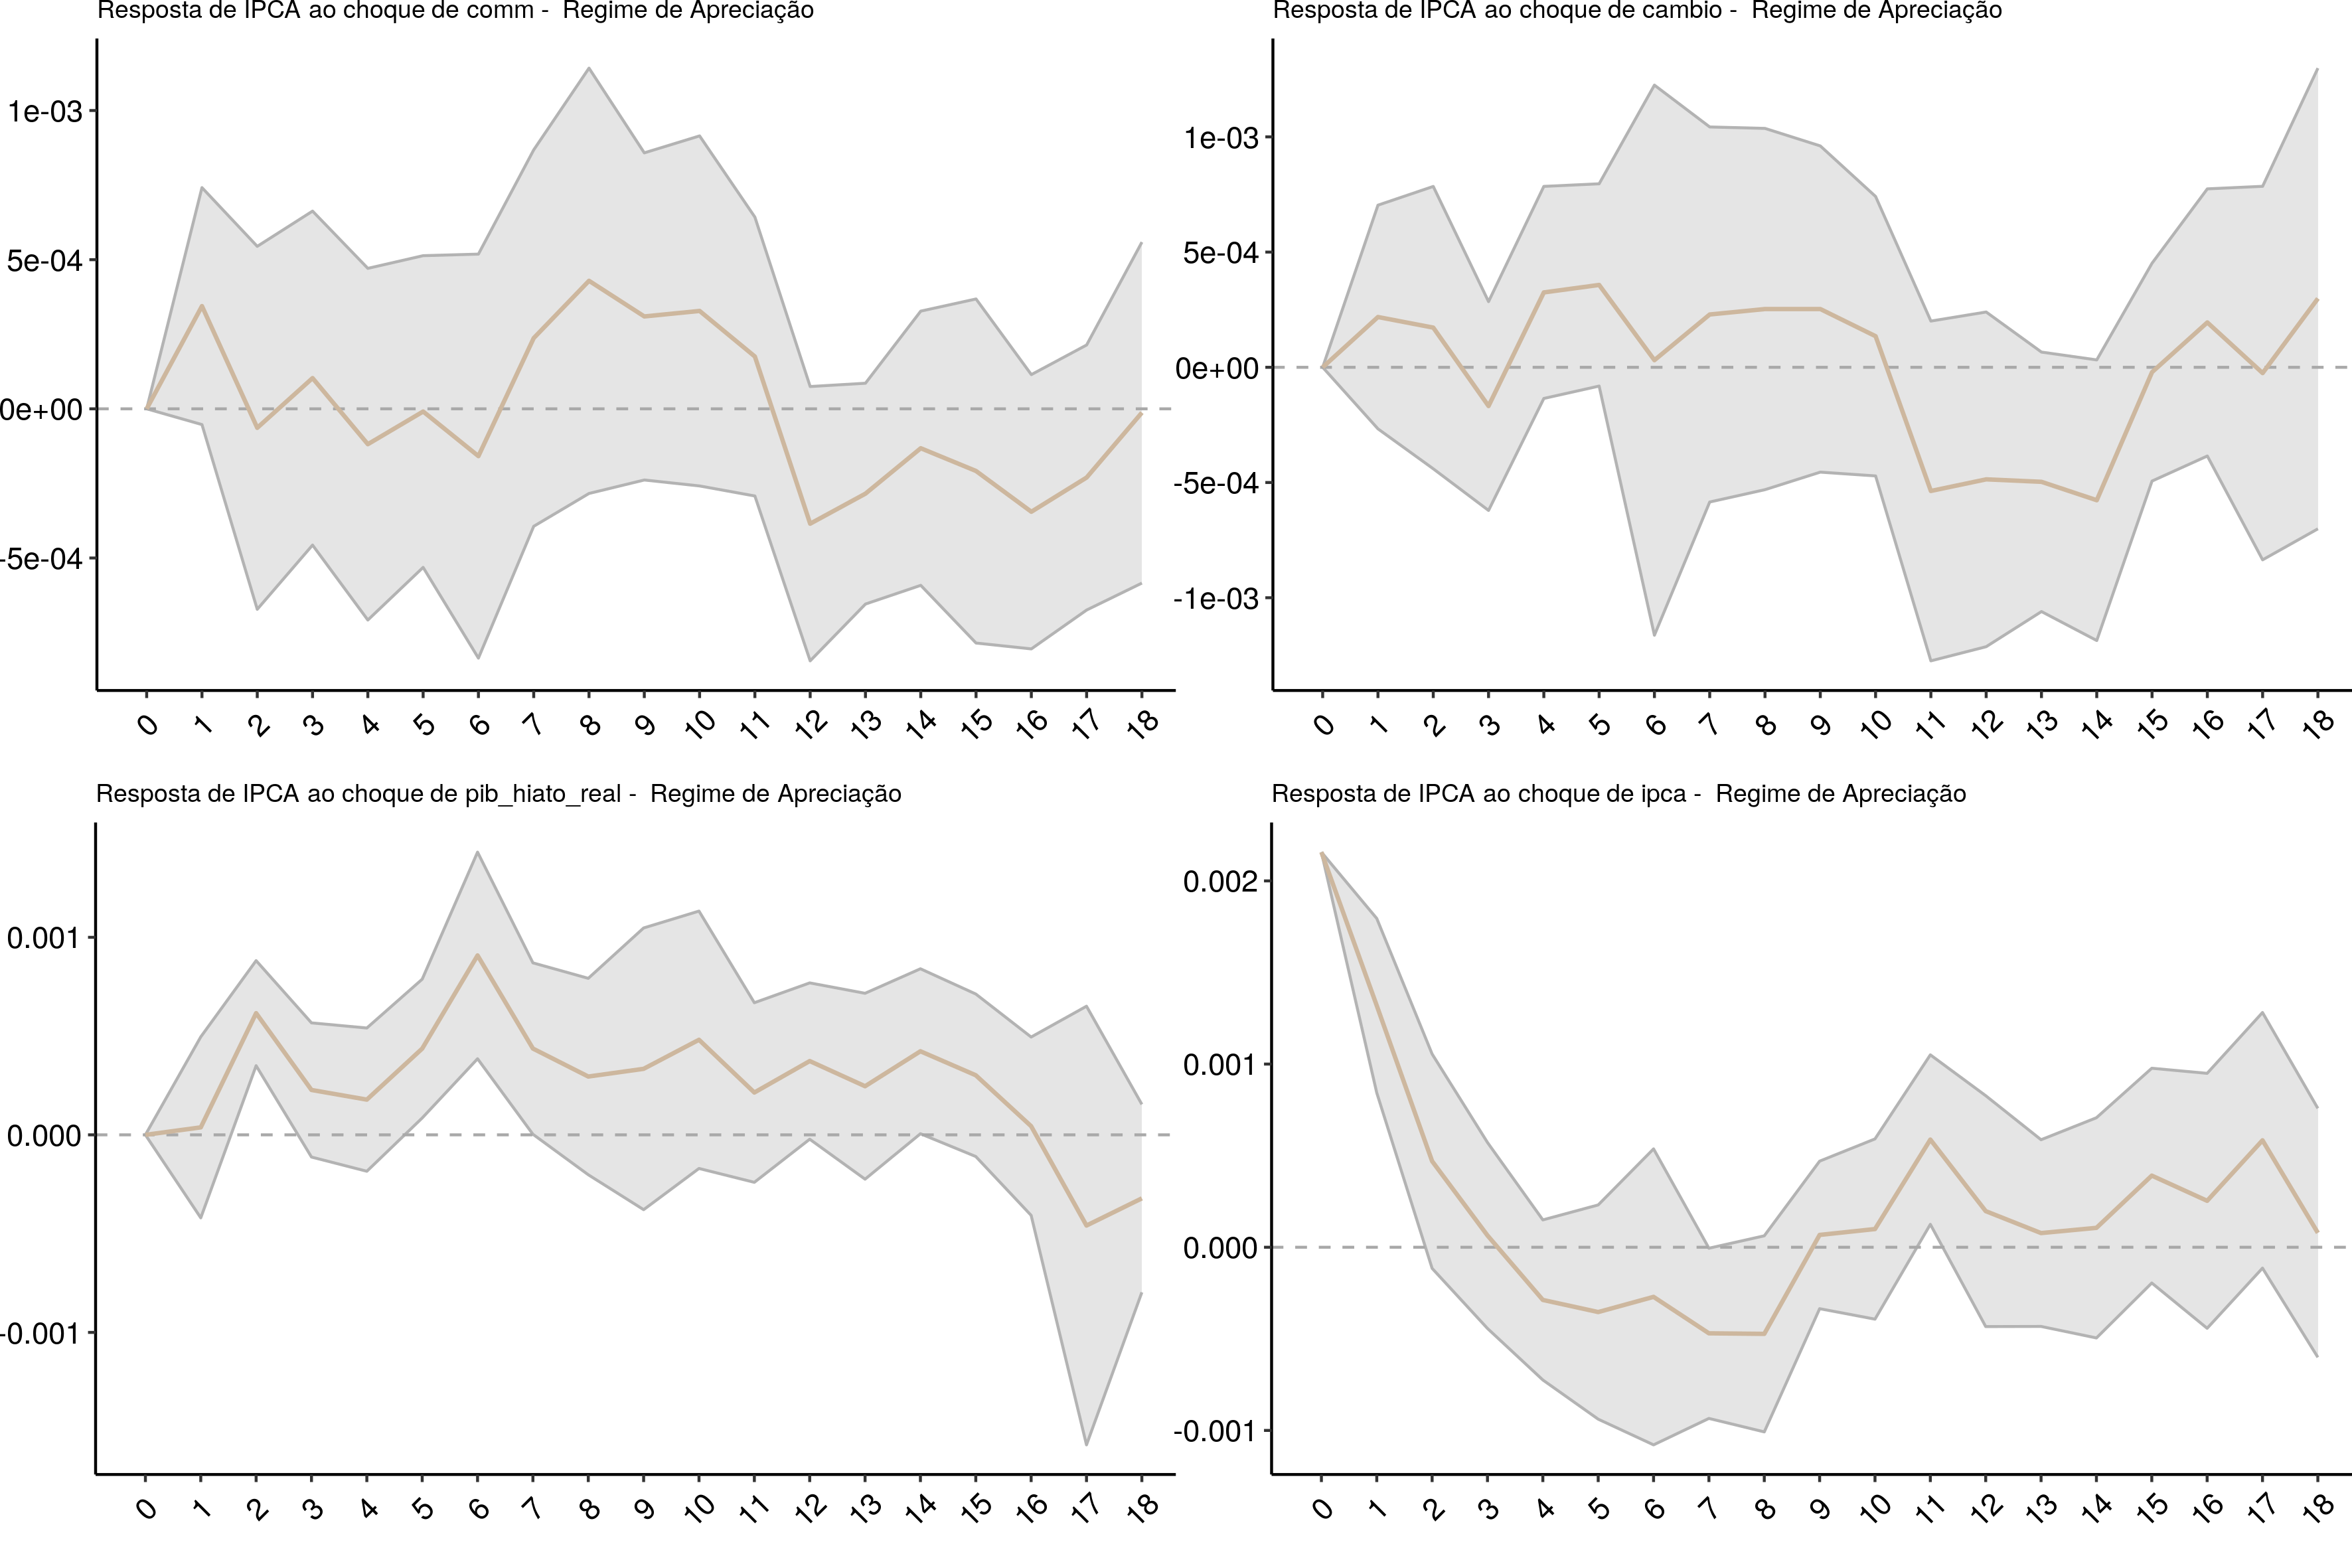 Resposta de IPCA ao choque de comm -  Regime de Apreciação
1e-03
5e-04
0e+00
-5e-04
0 1 2 3 4 5 6 7 8 9 10 11 12 13 14 15 16 17 18
Resposta de IPCA ao choque de cambio -  Regime de Apreciação
1e-03
5e-04
0e+00
-5e-04
-1e-03
0 1 2 3 4 5 6 7 8 9 10 11 12 13 14 15 16 17 18
Resposta de IPCA ao choque de pib_hiato_real -  Regime de Apreciação
0.001
0.000
-0.001
0 1 2 3 4 5 6 7 8 9 10 11 12 13 14 15 16 17 18
Resposta de IPCA ao choque de ipca -  Regime de Apreciação
0.002
0.001
0.000
-0.001
0 1 2 3 4 5 6 7 8 9 10 11 12 13 14 15 16 17 18